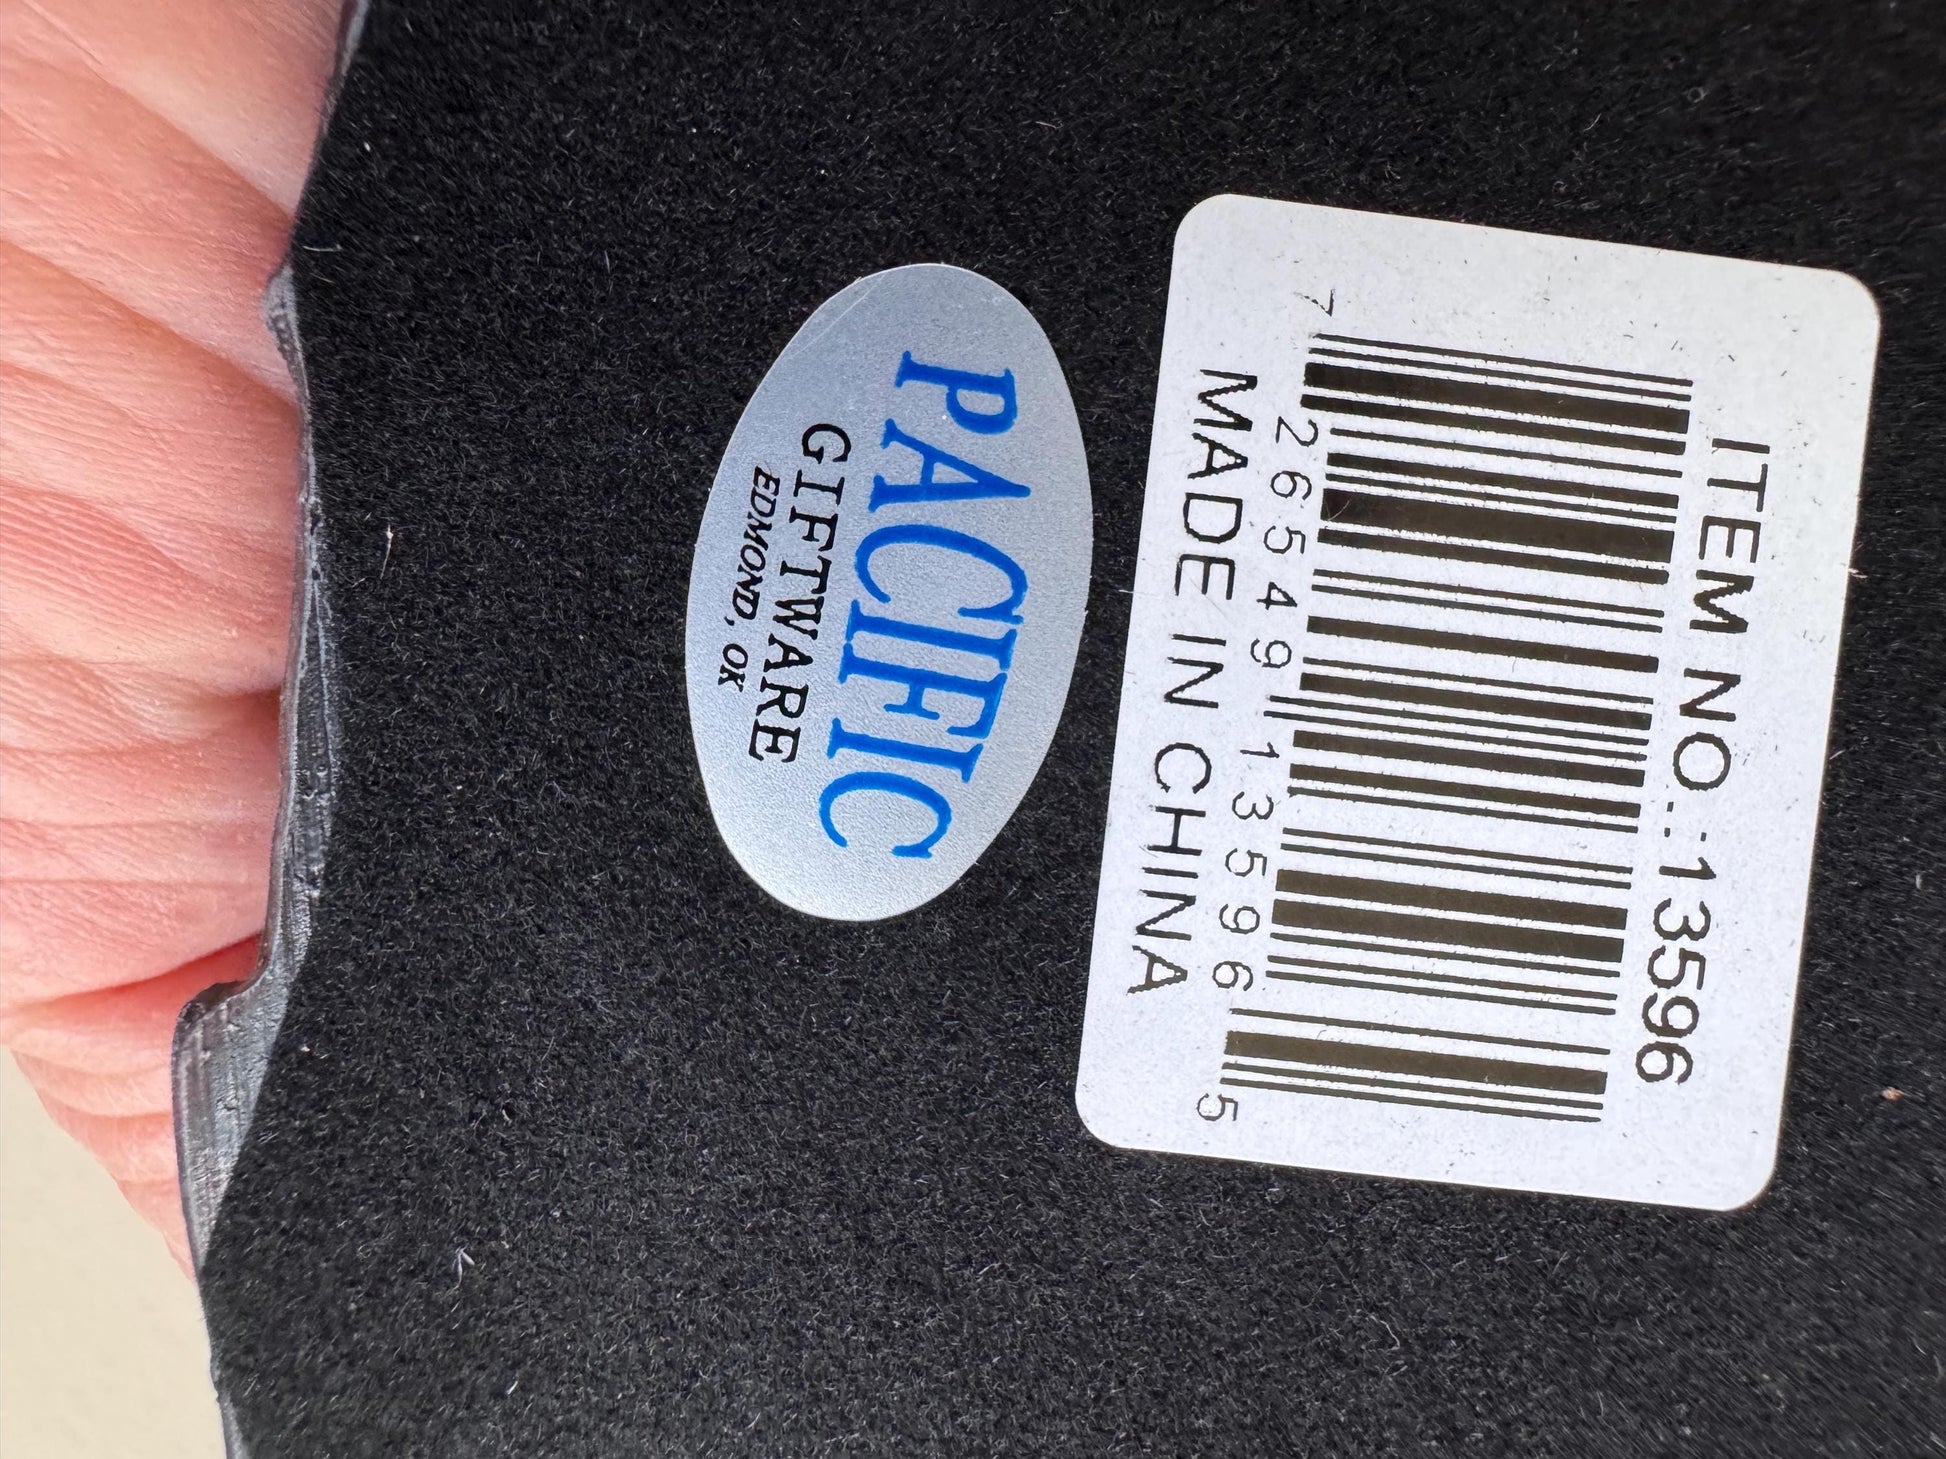 ITEM NO.:13596
7 26549 13596 5
MADE IN CHINA
PACIFIC
GIFTWARE
EDMOND, OK